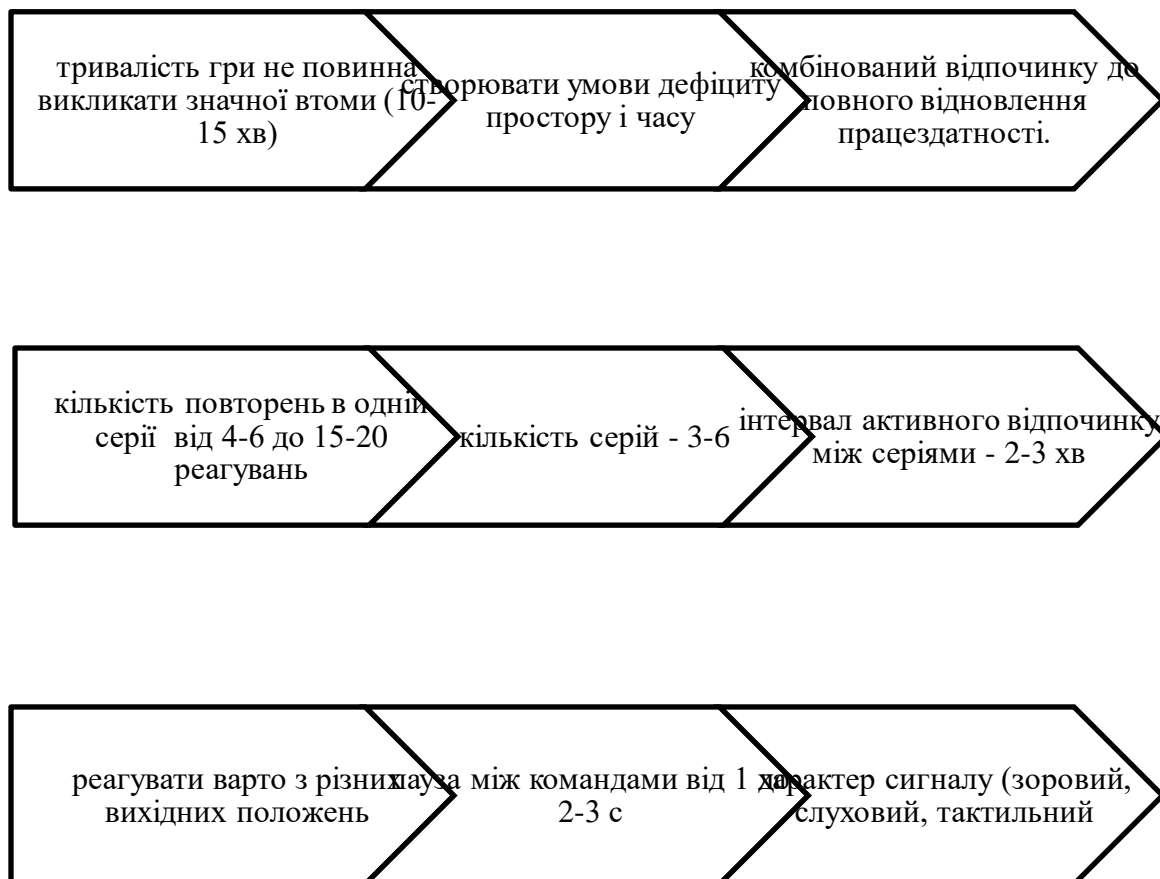 тривалість гри не повинна
викликати значної втоми (10-
15 хв)
створювати умови дефіциту
простору і часу
комбінований відпочинку до
повного відновлення
працездатності.
кількість повторень в одній
серії від 4-6 до 15-20
реагувань
кількість серій - 3-6
інтервал активного відпочинку
між серіями - 2-3 хв
реагувати варто з різних
вихідних положень
пауза між командами від 1 до
2-3 с
характер сигналу (зоровий,
слуховий, тактильний